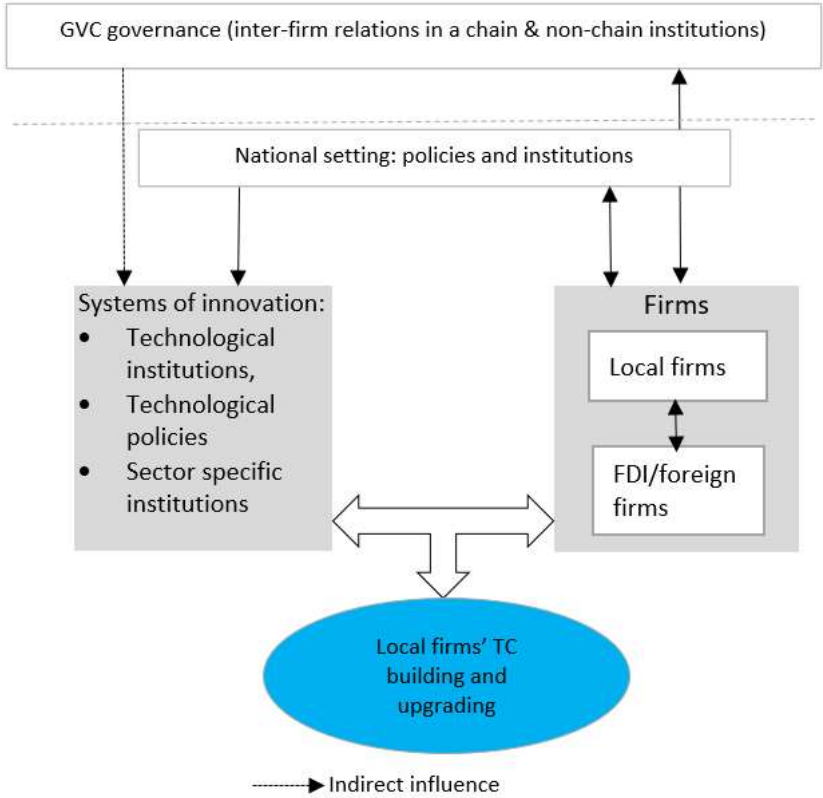 GVC governance (inter-firm relations in a chain & non-chain institutions)
National setting: policies and institutions
Systems of innovation:
• Technological
institutions,
• Technological
policies
• Sector specific
institutions
Firms
Local firms
FDI/foreign
firms
Local firms’ TC
building and
upgrading
Indirect influence